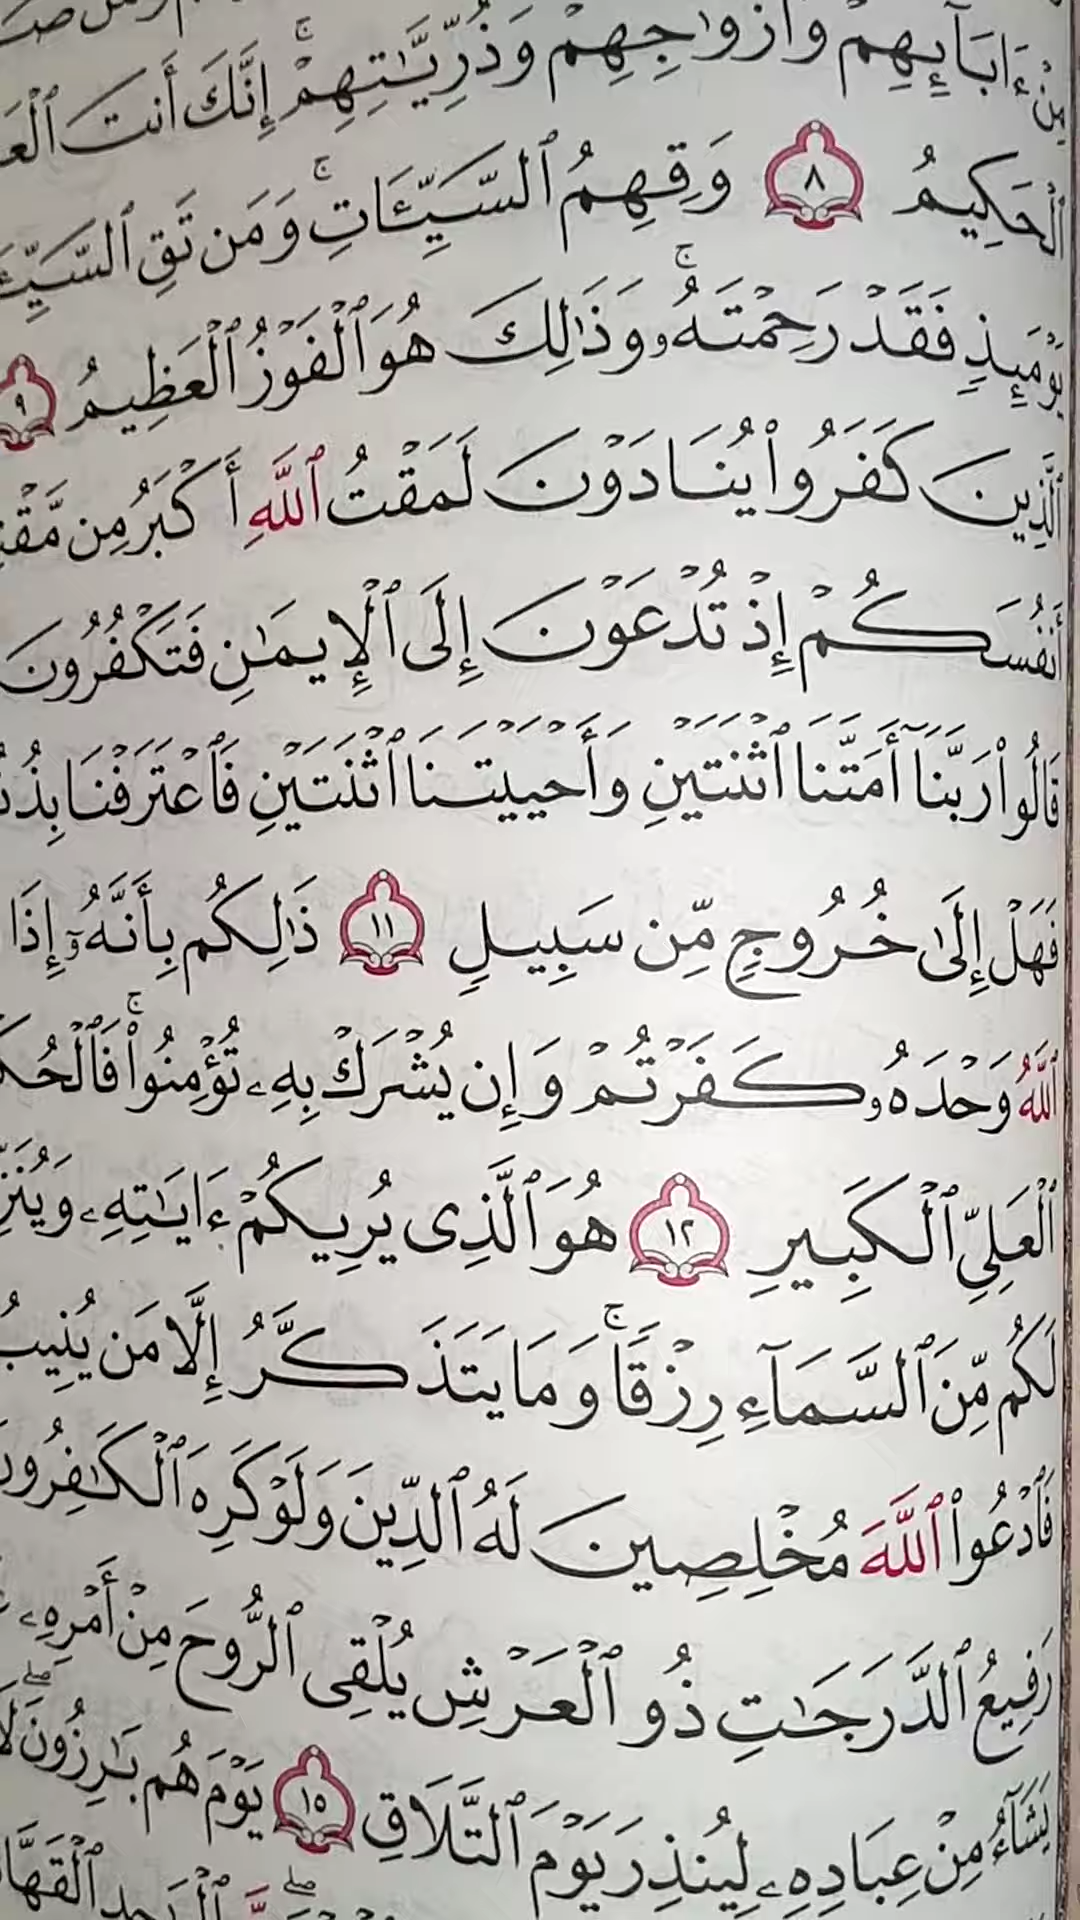 مِنْ ءَابَآئِهِمْ وَأَزْوَٰجِهِمْ وَذُرِّيَّـٰتِهِمْ ۚ إِنَّكَ أَنتَ
ٱلْحَكِيمُ ٨ وَقِهِمُ ٱلسَّيِّـَٔاتِ ۚ وَمَن تَقِ
يَوْمَئِذٍ فَقَدْ رَحِمْتَهُۥ ۚ وَذَٰلِكَ هُوَ ٱلْفَوْزُ ٱلْعَظِيمُ ٩
ٱلَّذِينَ كَفَرُوا۟ يُنَادَوْنَ لَمَقْتُ ٱللَّهِ أَكْبَرُ مِن
أَنفُسَكُمْ إِذْ تُدْعَوْنَ إِلَى ٱلْإِيمَـٰنِ فَتَكْفُرُونَ
قَالُوا۟ رَبَّنَآ أَمَتَّنَا ٱثْنَتَيْنِ وَأَحْيَيْتَنَا ٱثْنَتَيْنِ فَٱعْتَرَفْنَا
فَهَلْ إِلَىٰ خُرُوجٍ مِّن سَبِيلٍ ١١ ذَٰلِكُم بِأَنَّهُۥٓ إِذَا
ٱللَّهُ وَحْدَهُۥ كَفَرْتُمْ ۖ وَإِن يُشْرَكْ بِهِۦ تُؤْمِنُوا۟ ۚ
ٱلْعَلِىِّ ٱلْكَبِيرِ ١٢ هُوَ ٱلَّذِى يُرِيكُمْ ءَايَـٰتِهِۦ
لَكُم مِّنَ ٱلسَّمَآءِ رِزْقًا ۚ وَمَا يَتَذَكَّرُ إِلَّا مَن يُنِيبُ
فَٱدْعُوا۟ ٱللَّهَ مُخْلِصِينَ لَهُ ٱلدِّينَ وَلَوْ كَرِهَ ٱلْكَـٰفِرُونَ
رَفِيعُ ٱلدَّرَجَـٰتِ ذُو ٱلْعَرْشِ يُلْقِى ٱلرُّوحَ مِنْ أَمْرِهِۦ
يَشَآءُ مِنْ عِبَادِهِۦ لِيُنذِرَ يَوْمَ ٱلتَّلَاقِ ١٥ يَوْمَ هُم بَـٰرِزُونَ ۖ